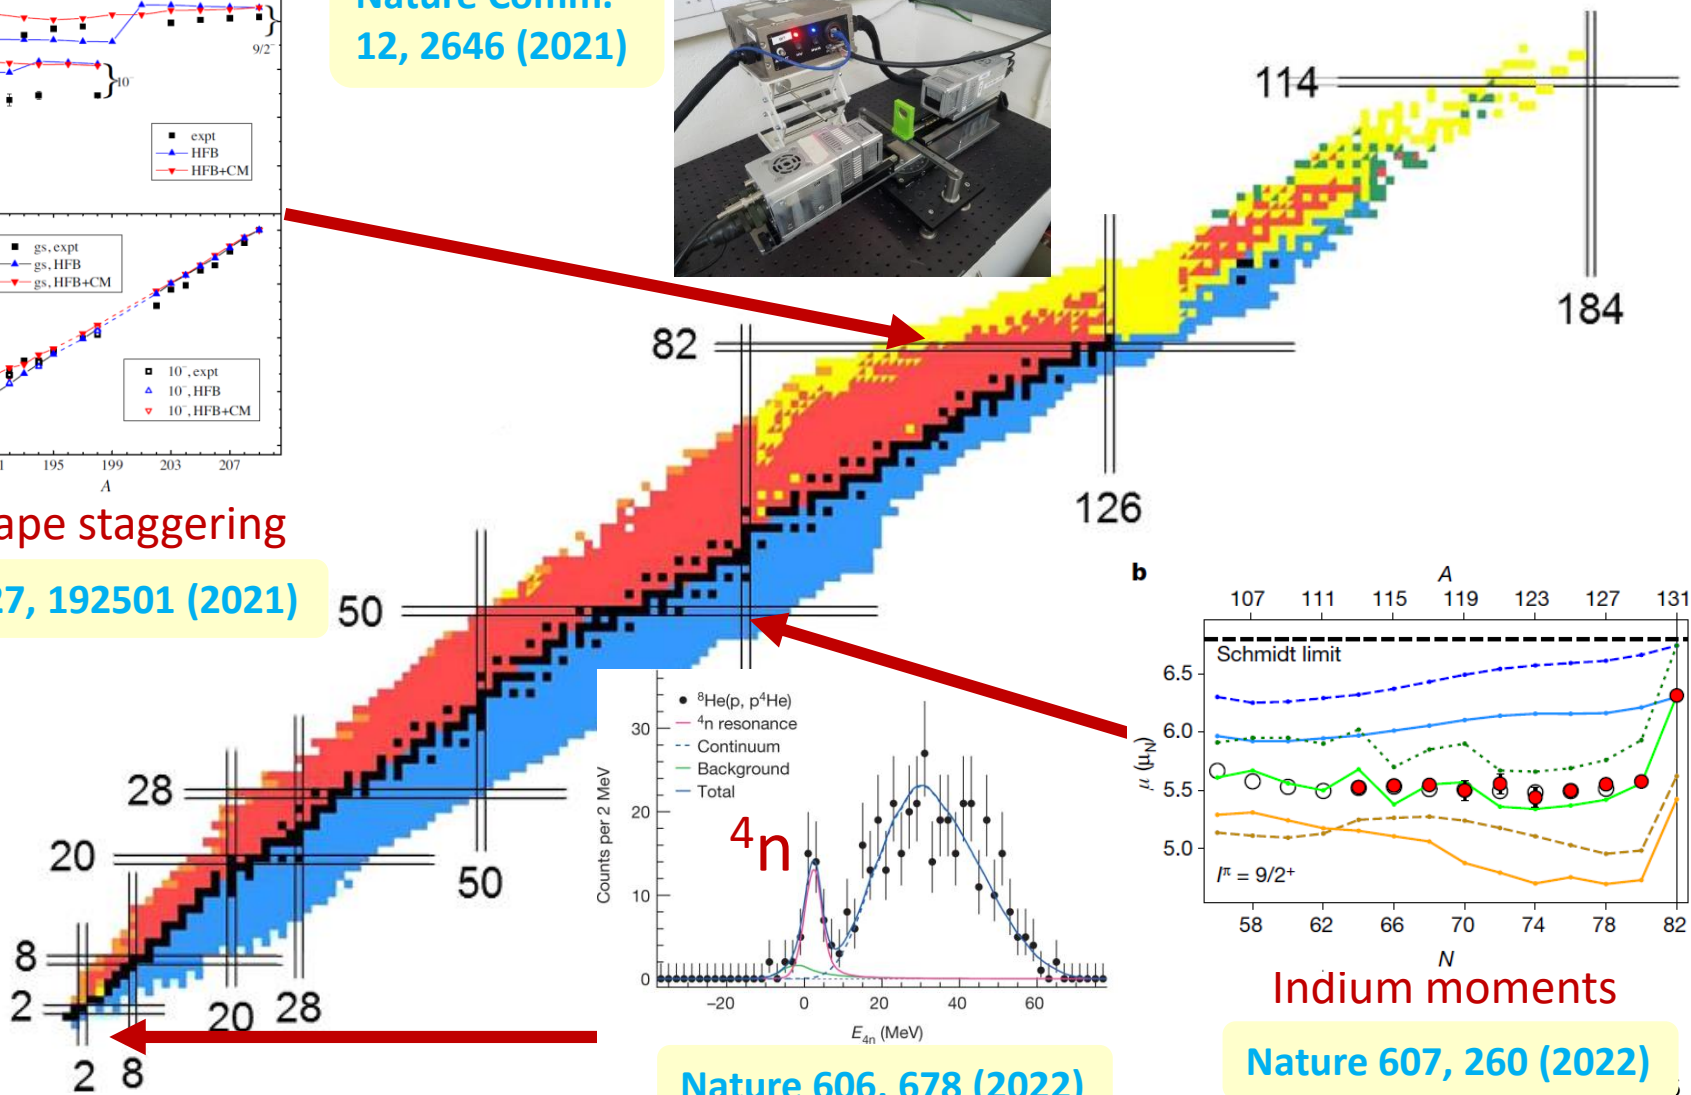 Nature Comm.
12, 2646 (2021)
9/2⁻
10⁻
expt
HFB
HFB+CM
gs, expt
gs, HFB
gs, HFB+CM
10⁻, expt
10⁻, HFB
10⁻, HFB+CM
195 199 203 207
A
ape staggering
27, 192501 (2021)
114
184
82
126
50
50
28
20
8
2
20
28
2 8
⁸He(p, p⁴He)
⁴n resonance
Continuum
Background
Total
Counts per 2 MeV
30
20
10
0
–20 0 20 40 60
E₄ₙ (MeV)
⁴n
Nature 606, 678 (2022)
b
A
107 111 115 119 123 127 131
Schmidt limit
6.5
6.0
5.5
5.0
μ (μ_N)
I^π = 9/2⁺
58 62 66 70 74 78 82
N
Indium moments
Nature 607, 260 (2022)